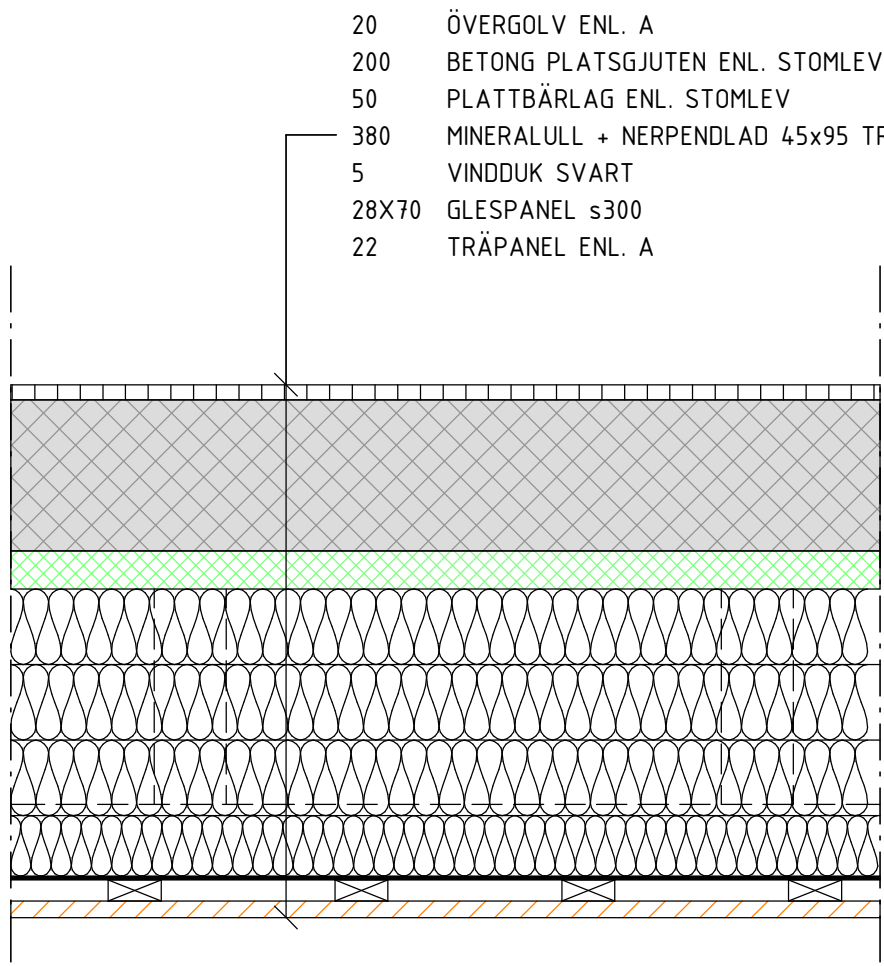 20 ÖVERGOLV ENL. A
200 BETONG PLATSGJUTEN ENL. STOMLEV
50 PLATTBÄRLAG ENL. STOMLEV
380 MINERALULL + NERPENDLAD 45x95
5 VINDDUK SVART
28X70 GLESPANEL s300
22 TRÄPANEL ENL. A